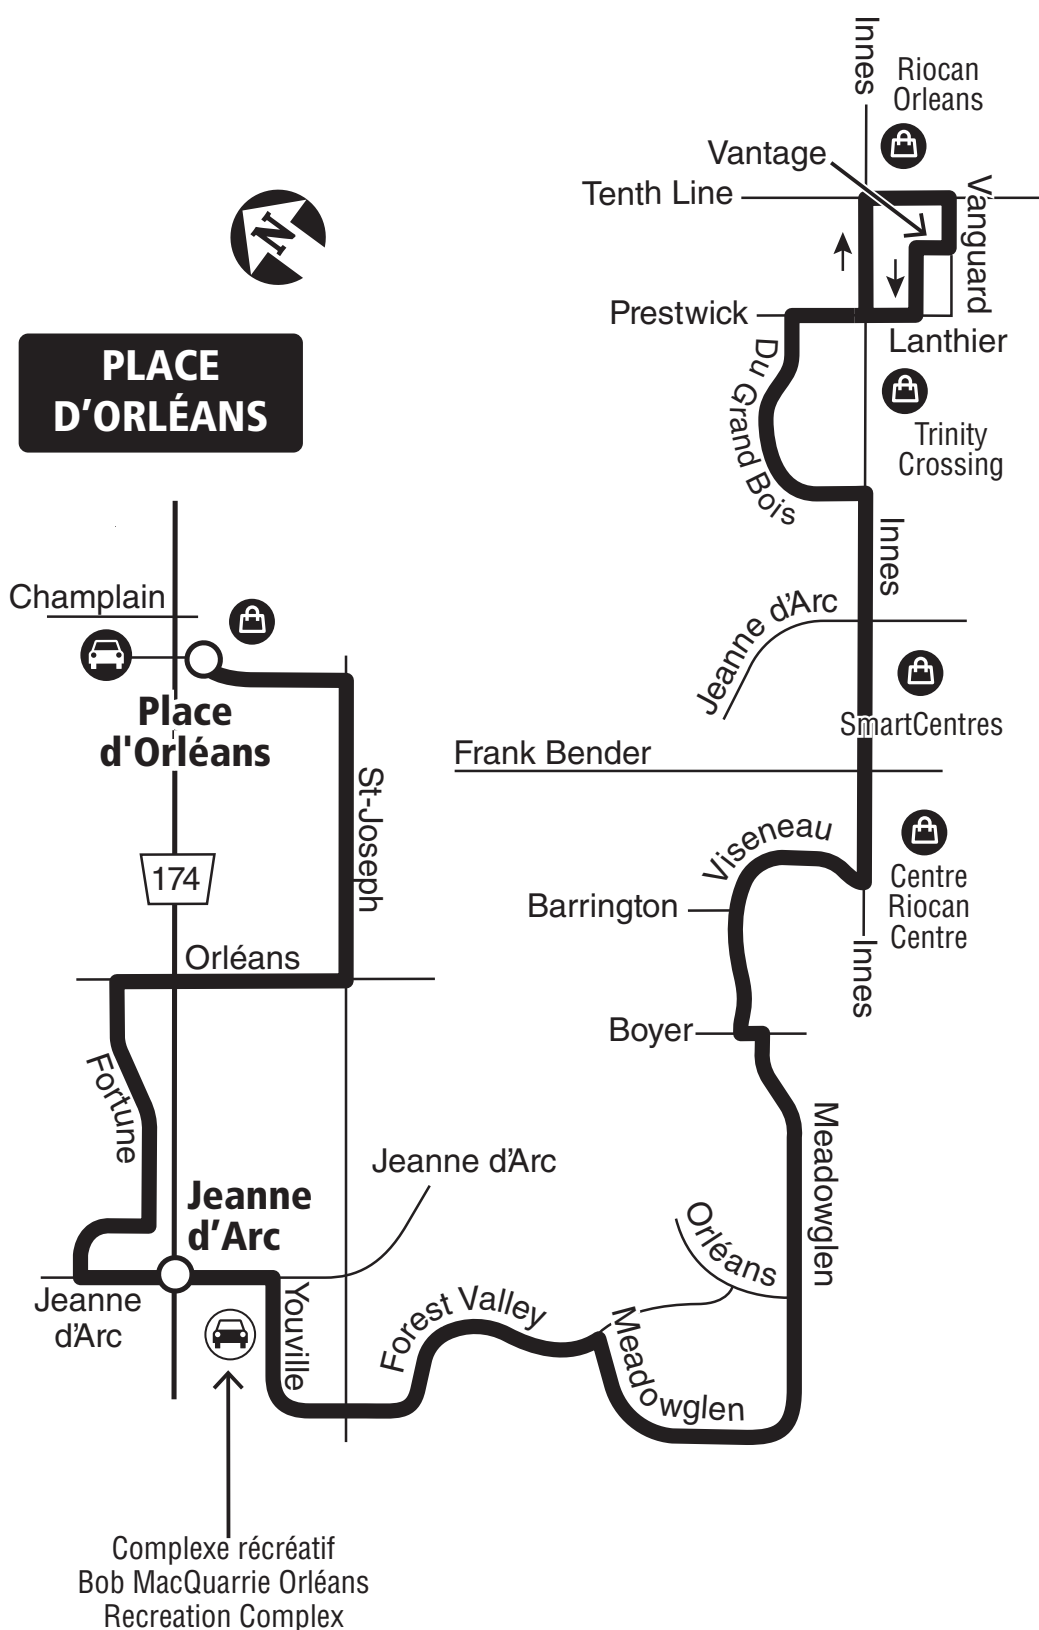 Innes
Riocan
Orleans
Vantage
Tenth Line
Vanguard
N
Prestwick
Lanthier
PLACE
D’ORLÉANS
Du Grand Bois
Trinity
Crossing
Innes
Champlain
Jeanne d’Arc
Place
d'Orléans
SmartCentres
Frank Bender
St-Joseph
Viseneau
174
Barrington
Centre
Riocan
Centre
Orléans
Innes
Boyer
Fortune
Meadowglen
Jeanne d’Arc
Jeanne
d’Arc
Orléans
Jeanne
d’Arc
Youville
Forest Valley
Meadowglen
Complexe récréatif
Bob MacQuarrie Orléans
Recreation Complex